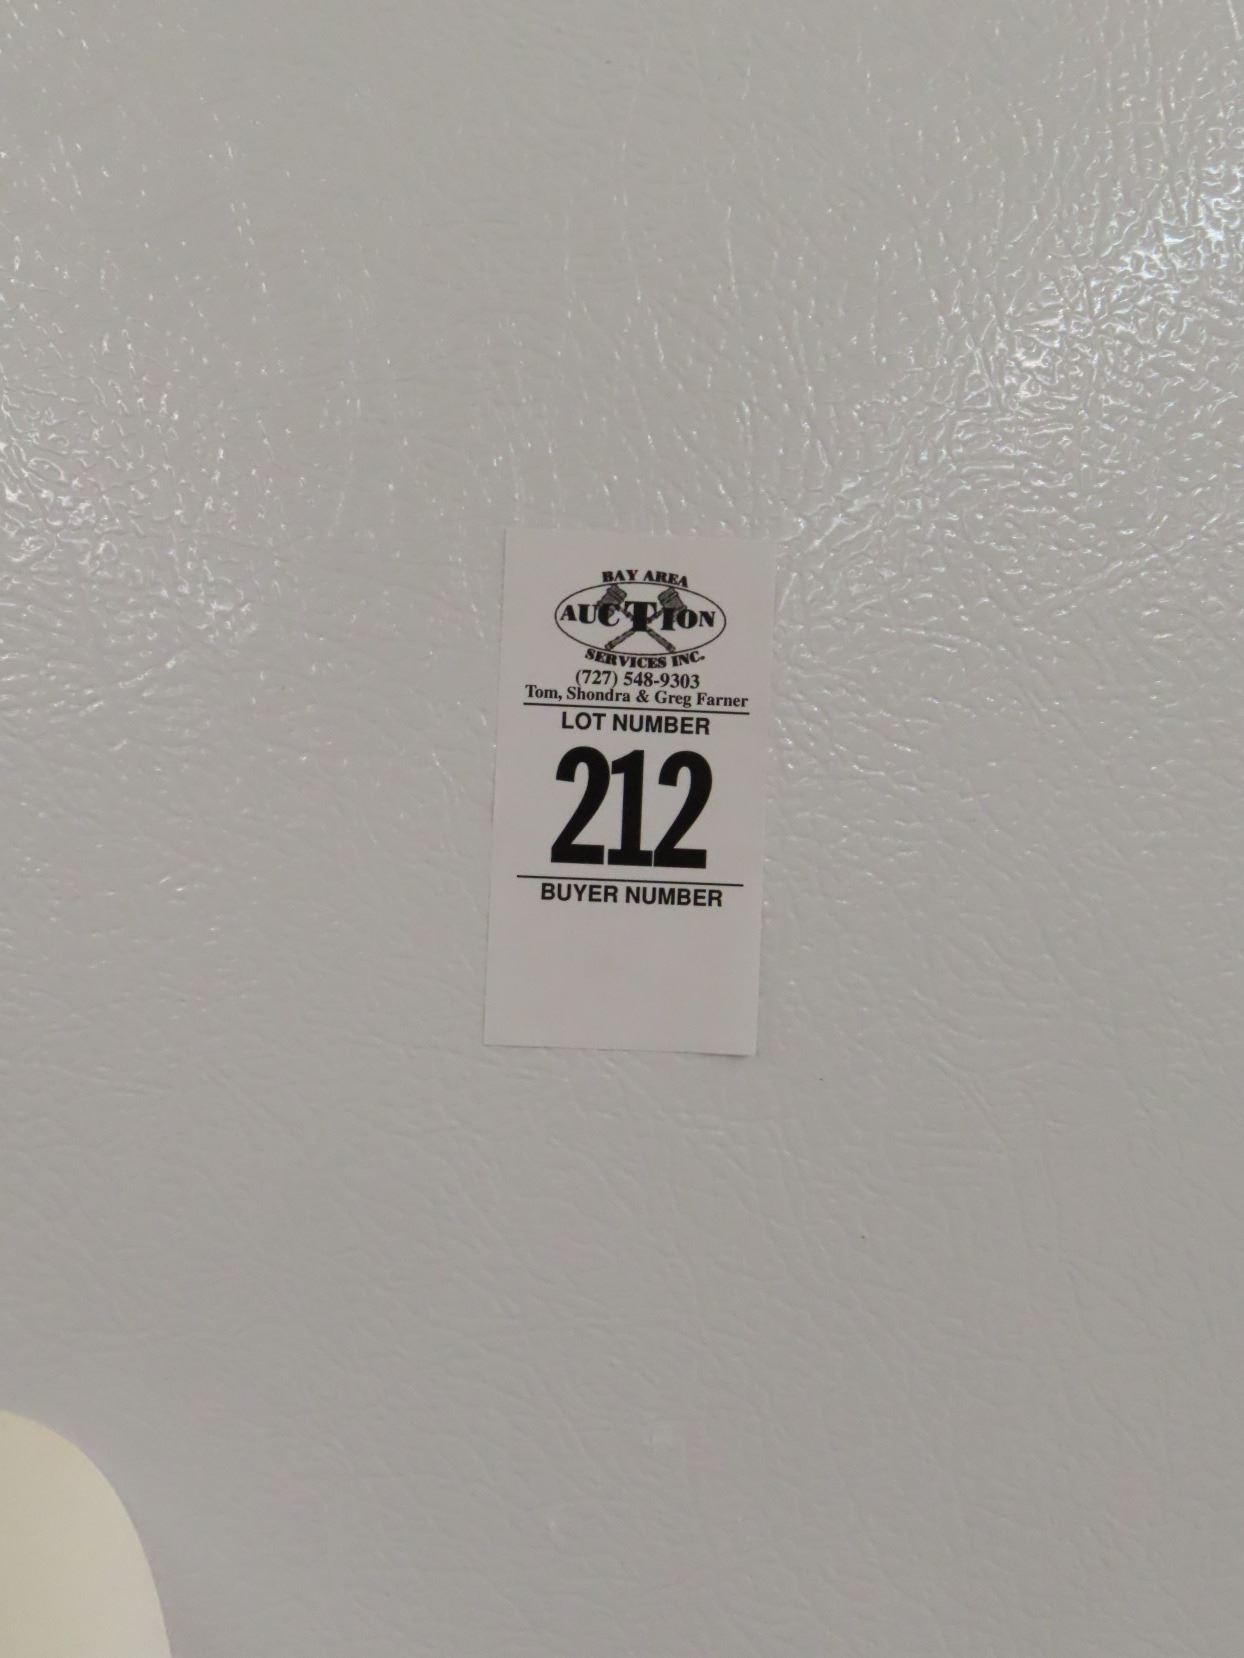 BAY AREA
AUCTION
SERVICES INC.
(727) 548-9303
Tom, Shondra & Greg Farner
LOT NUMBER
212
BUYER NUMBER